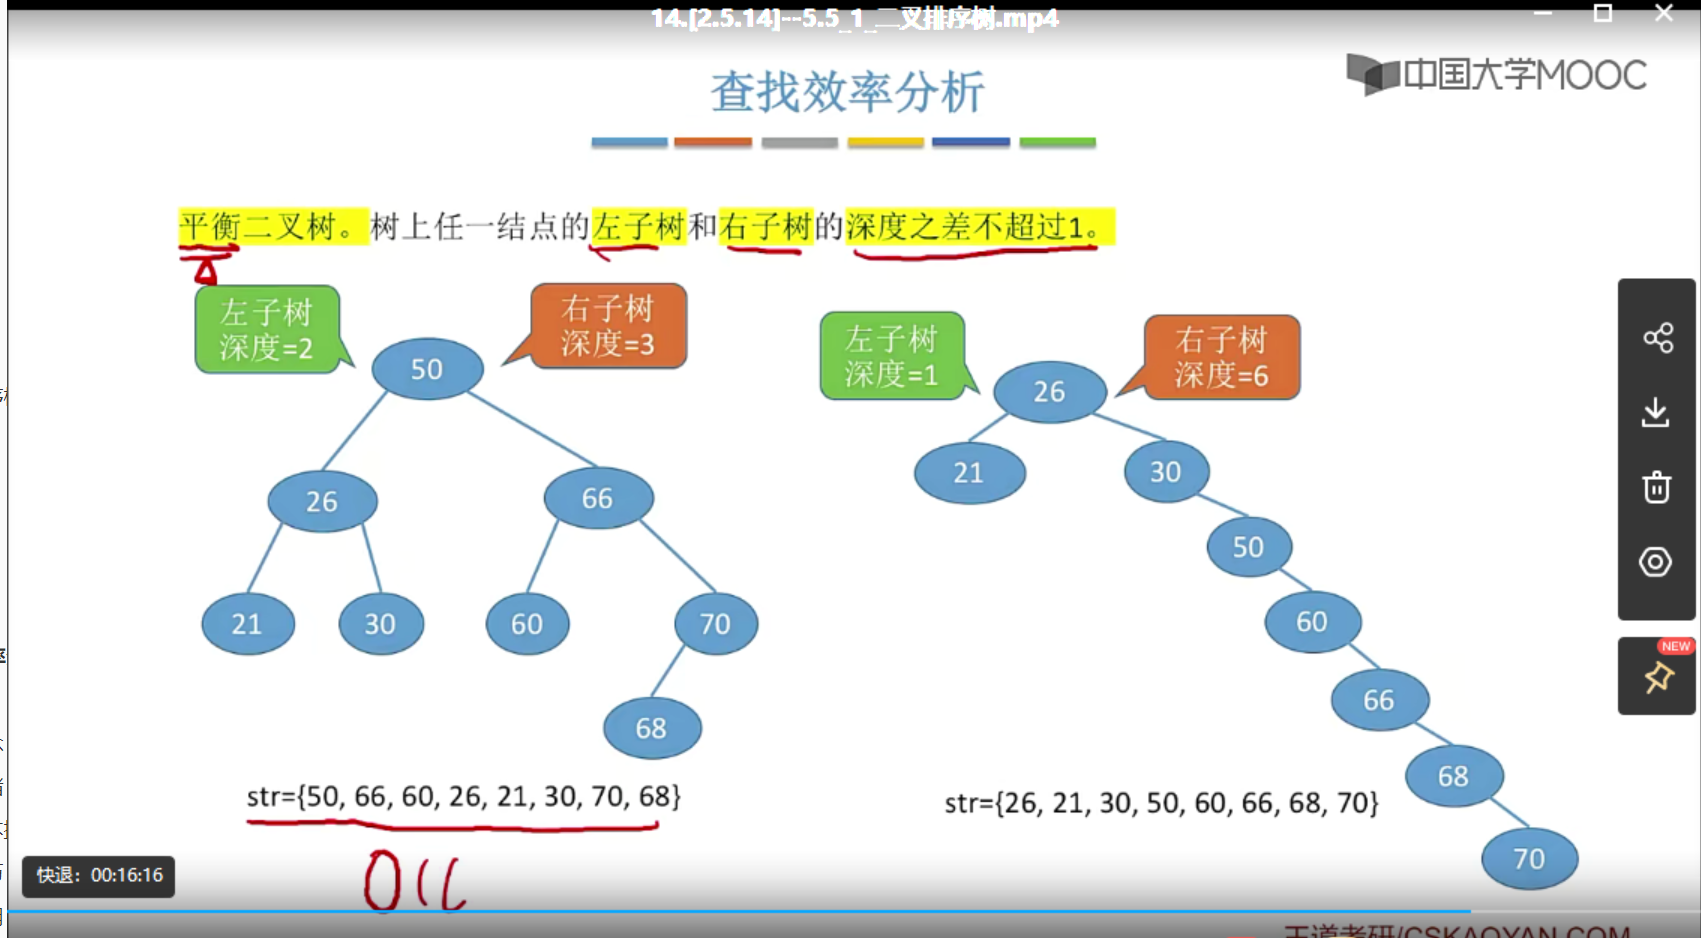 14.[2.5.14]--5.5_1_二叉排序树.mp4
中国大学MOOC
查找效率分析
平衡二叉树。树上任一结点的左子树和右子树的深度之差不超过1。
左子树
深度=2
右子树
深度=3
50
26
66
21
30
60
70
68
str={50, 66, 60, 26, 21, 30, 70, 68}
左子树
深度=1
右子树
深度=6
26
21
30
50
60
66
68
70
str={26, 21, 30, 50, 60, 66, 68, 70}
NEW
快退：00:16:16
王道考研/CSKAOYAN.COM